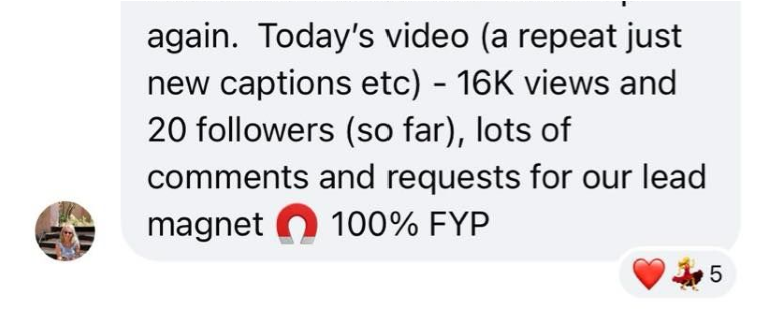 again.  Today's video (a repeat just
new captions etc) - 16K views and
20 followers (so far), lots of
comments and requests for our lead
magnet 🧲 100% FYP
❤️ 💃 5